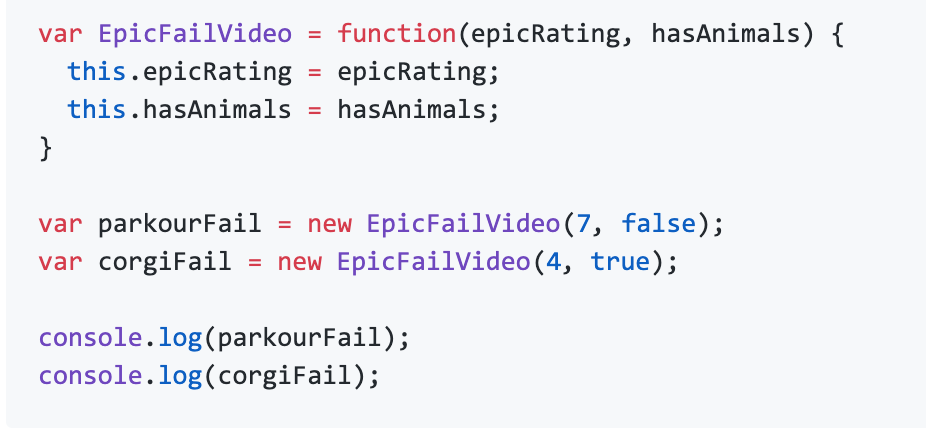 var EpicFailVideo = function(epicRating, hasAnimals) {
  this.epicRating = epicRating;
  this.hasAnimals = hasAnimals;
}

var parkourFail = new EpicFailVideo(7, false);
var corgiFail = new EpicFailVideo(4, true);

console.log(parkourFail);
console.log(corgiFail);